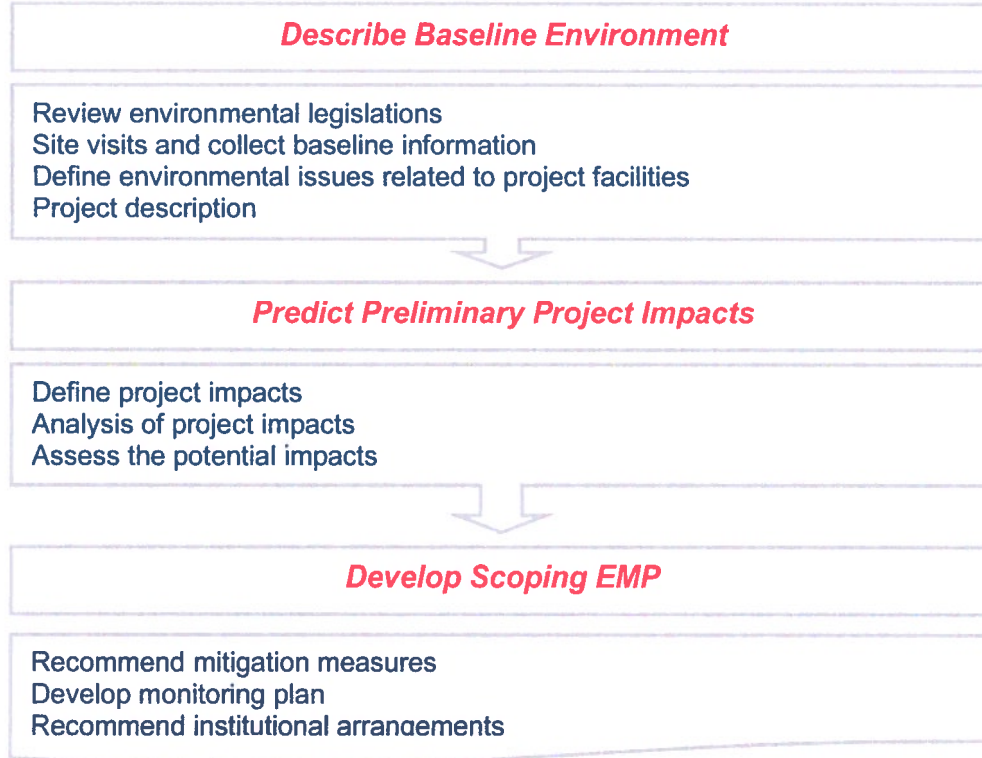 Describe Baseline Environment
Review environmental legislations
Site visits and collect baseline information
Define environmental issues related to project facilities
Project description
Predict Preliminary Project Impacts
Define project impacts
Analysis of project impacts
Assess the potential impacts
Develop Scoping EMP
Recommend mitigation measures
Develop monitoring plan
Recommend institutional arrangements